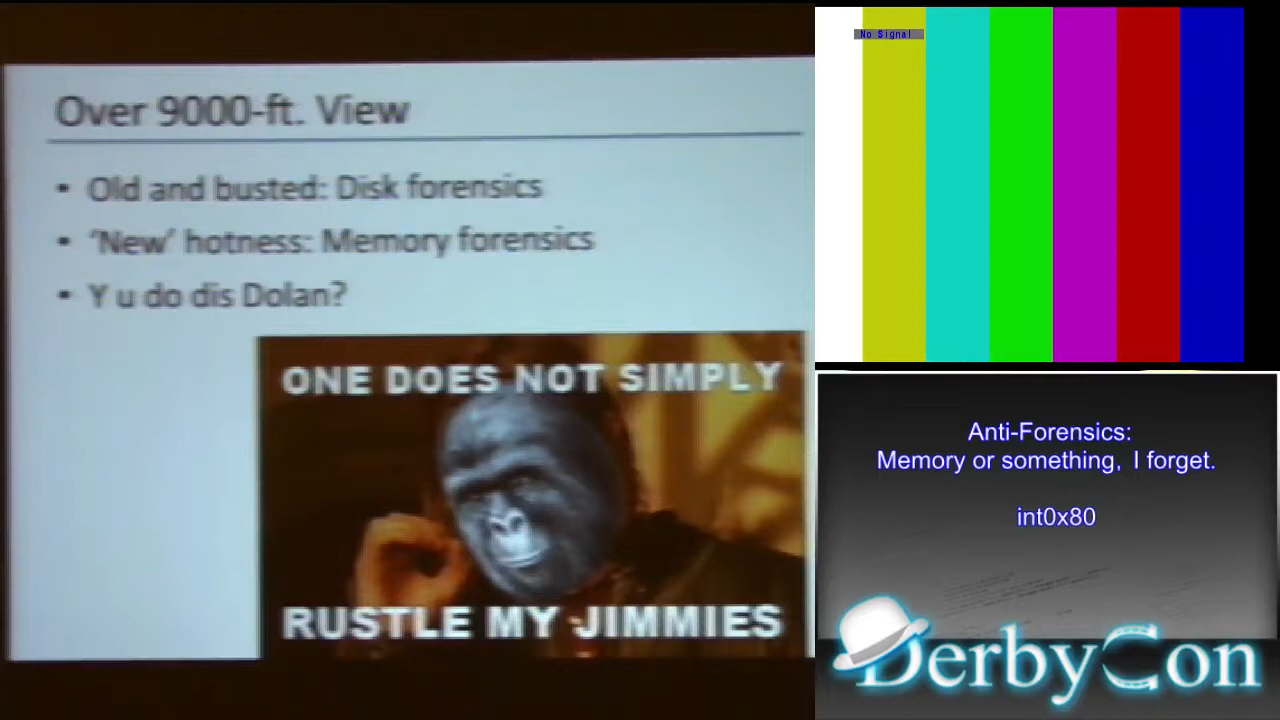 Over 9000-ft. View
• Old and busted: Disk forensics
• ‘New’ hotness: Memory forensics
• Y u do dis Dolan?
ONE DOES NOT SIMPLY
RUSTLE MY JIMMIES
No Signal
Anti-Forensics:
Memory or something, I forget.
int0x80
DerbyCon